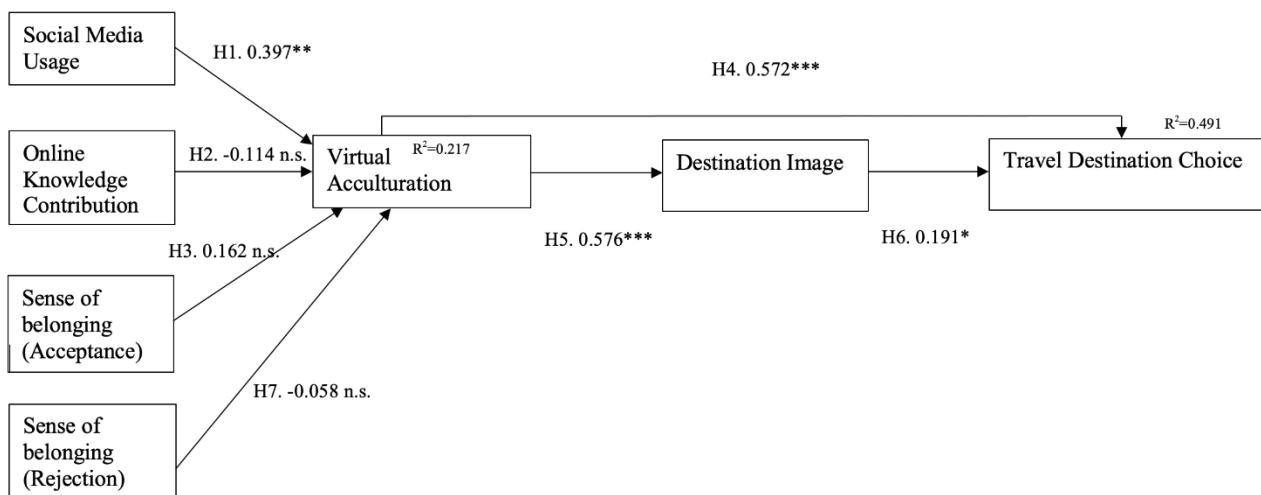 Social Media
Usage
H1. 0.397**
H4. 0.572***
R²=0.491
Online
Knowledge
Contribution
H2. -0.114 n.s.
Virtual
Acculturation
R²=0.217
Destination Image
Travel Destination Choice
H3. 0.162 n.s.
H5. 0.576***
H6. 0.191*
Sense of
belonging
(Acceptance)
H7. -0.058 n.s.
Sense of
belonging
(Rejection)